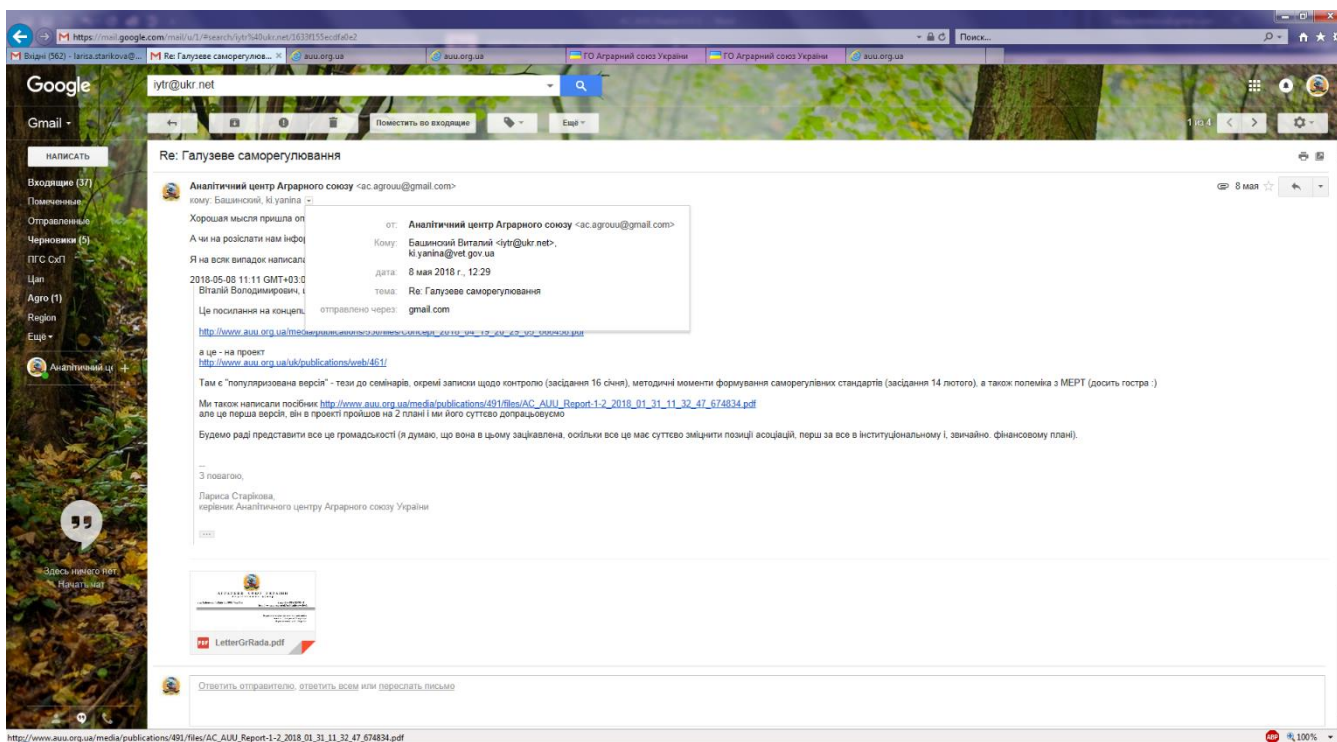 https://mail.google.com/mail/u/1/#search/iytr%40ukr.net/1633f155ecdfa0e2
Поиск...
Вхідні (562) - larisa.starikova@...
Re: Галузеве саморегулюв...
auu.org.ua
auu.org.ua
ГО Аграрний союз України
ГО Аграрний союз України
auu.org.ua
Google
iytr@ukr.net
Gmail
Поместить во входящие
Ещё
1 из 4
НАПИСАТЬ
Входящие (37)
Помеченные
Отправленные
Черновики (5)
ПГС СхП
Цап
Agro (1)
Region
Ещё
Аналітичний це
Здесь ничего нет.
Начать чат
Re: Галузеве саморегулювання
Аналітичний центр Аграрного союзу <ac.agrouu@gmail.com>
8 мая
кому: Башинский, ki.yanina
Хорошая мысля пришла оп
А чи на розіслати нам інфор
Я на всяк випадок написала
2018-05-08 11:11 GMT+03:0
Віталій Володимирович,
Це посилання на концепц
от: Аналітичний центр Аграрного союзу <ac.agrouu@gmail.com>
Кому: Башинский Виталий <iytr@ukr.net>,
ki.yanina@vet.gov.ua
дата: 8 мая 2018 г., 12:29
тема: Re: Галузеве саморегулювання
отправлено через: gmail.com
а це - на проект
http://www.auu.org.ua/uk/publications/web/461/
Там є "популяризована версія" - тези до семінарів, окремі записки щодо контролю (засідання 16 січня), методичні моменти формування саморегулівних стандартів (засідання 14 лютого), а також полеміка з МЕРТ (досить гостра :)
Ми також написали посібник http://www.auu.org.ua/media/publications/491/files/AC_AUU_Report-1-2_2018_01_31_11_32_47_674834.pdf
але це перша версія, він в проекті пройшов на 2 плані і ми його суттєво допрацьовуємо
Будемо раді представити все це громадськості (я думаю, що вона в цьому зацікавлена, оскільки все це має суттєво зміцнити позиції асоціацій, перш за все в інституціональному і, звичайно. фінансовому плані).
--
З повагою,
Лариса Старікова,
керівник Аналітичного центру Аграрного союзу України
LetterGrRada.pdf
Ответить отправителю, ответить всем или переслать письмо
http://www.auu.org.ua/media/publications/491/files/AC_AUU_Report-1-2_2018_01_31_11_32_47_674834.pdf
100%